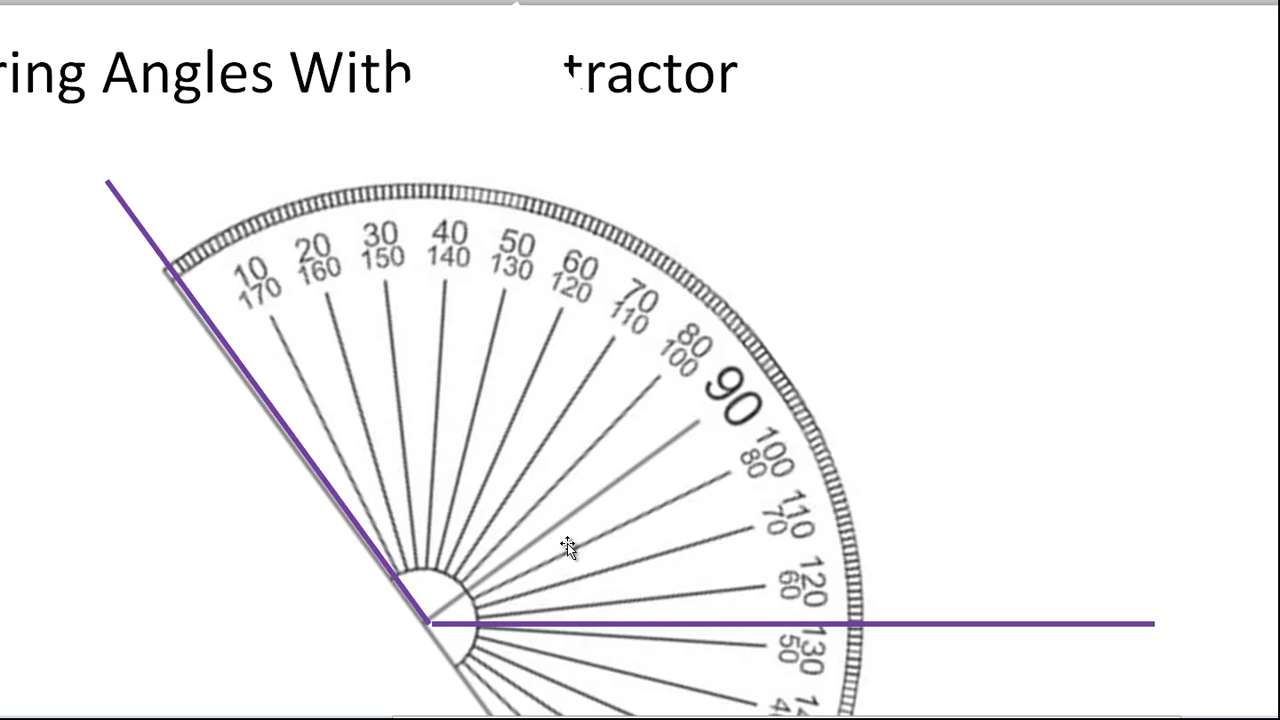 ring Angles With tractor
10 20 30 40 50 60 70 80 90 100 110 120 130
170 160 150 140 130 120 110 100 80 70 60 50